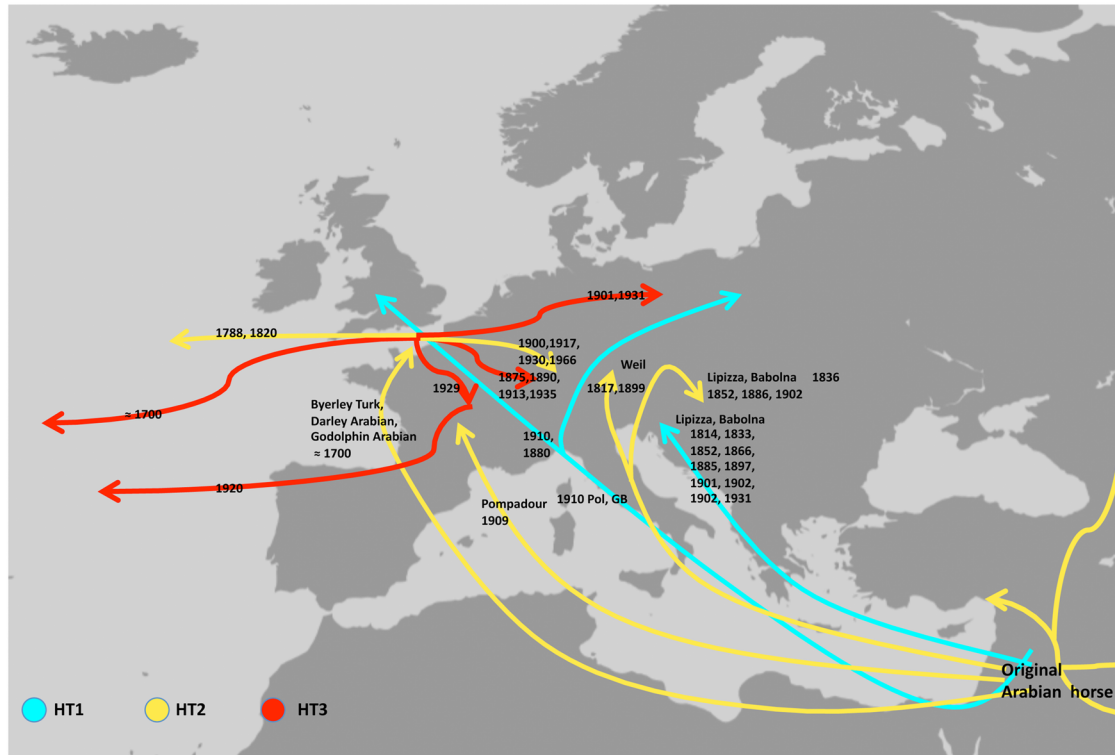 1901,1931
1788, 1820
1900,1917,
1930,1966
1875,1890,
1913,1935
1929
Weil
1817,1899
Lipizza, Babolna 1836
1852, 1886, 1902
≈ 1700
Byerley Turk,
Darley Arabian,
Godolphin Arabian
≈ 1700
Lipizza, Babolna
1814, 1833,
1852, 1866,
1885, 1897,
1901, 1902,
1902, 1931
1910,
1880
1920
Pompadour
1909
1910 Pol, GB
Original
Arabian horse
HT1
HT2
HT3